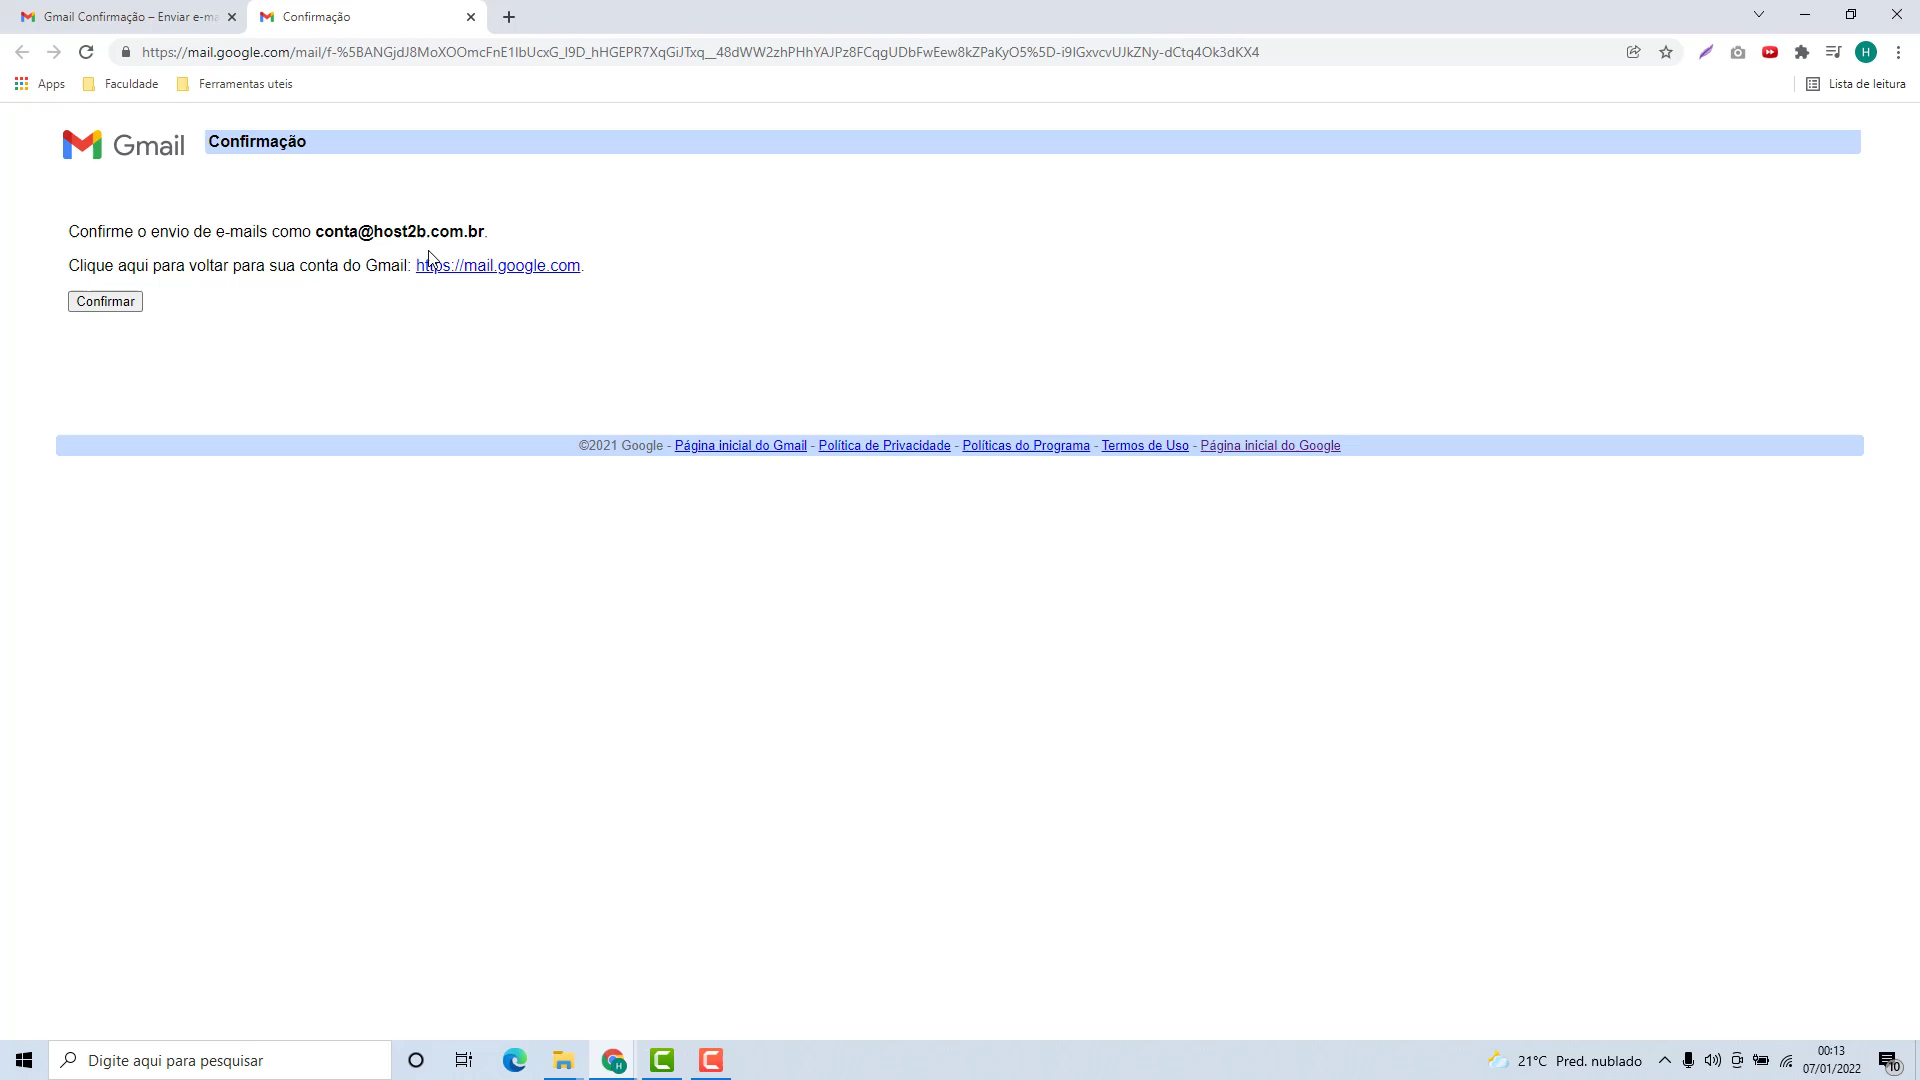 Gmail Confirmação – Enviar e-ma
Confirmação
https://mail.google.com/mail/f-%5BANGjdJ8MoXOOmcFnE1lbUcxG_I9D_hHGEPR7XqGiJTxq__48dWW2zhPHhYAJPz8FCqgUDbFwEew8kZPaKyO5%5D-i9IGxvcvUJkZNy-dCtq4Ok3dKX4
H
Apps
Faculdade
Ferramentas uteis
Lista de leitura
Gmail
Confirmação
Confirme o envio de e-mails como conta@host2b.com.br.
Clique aqui para voltar para sua conta do Gmail: https://mail.google.com.
Confirmar
©2021 Google - Página inicial do Gmail - Política de Privacidade - Políticas do Programa - Termos de Uso - Página inicial do Google
Digite aqui para pesquisar
21°C Pred. nublado
00:13
07/01/2022
10